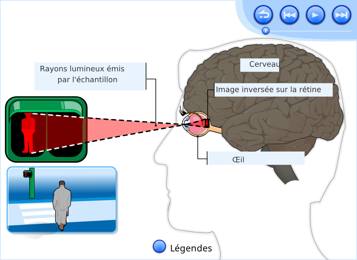 Cerveau
Rayons lumineux émis
par l'échantillon
Image inversée sur la rétine
Œil
Légendes